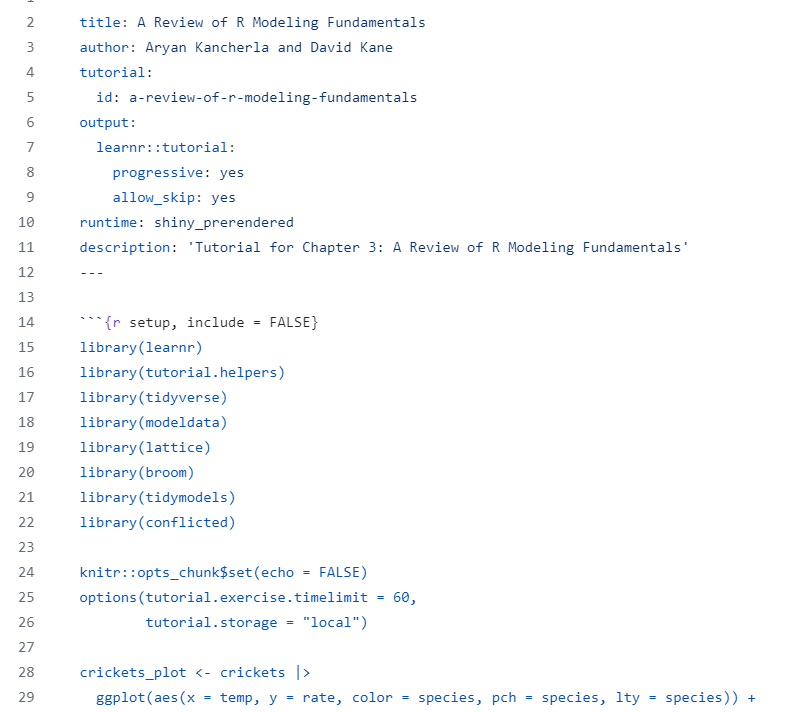 2 title: A Review of R Modeling Fundamentals
3 author: Aryan Kancherla and David Kane
4 tutorial:
5 id: a-review-of-r-modeling-fundamentals
6 output:
7 learnr::tutorial:
8 progressive: yes
9 allow_skip: yes
10 runtime: shiny_prerendered
11 description: 'Tutorial for Chapter 3: A Review of R Modeling Fundamentals'
12 ---
13
14 ```{r setup, include = FALSE}
15 library(learnr)
16 library(tutorial.helpers)
17 library(tidyverse)
18 library(modeldata)
19 library(lattice)
20 library(broom)
21 library(tidymodels)
22 library(conflicted)
23
24 knitr::opts_chunk$set(echo = FALSE)
25 options(tutorial.exercise.timelimit = 60,
26 tutorial.storage = "local")
27
28 crickets_plot <- crickets |>
29 ggplot(aes(x = temp, y = rate, color = species, pch = species, lty = species)) +